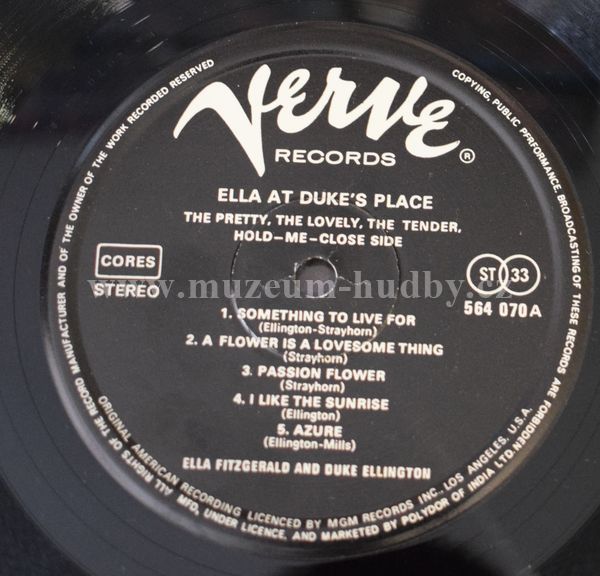 Verve
RECORDS ®
ELLA AT DUKE'S PLACE
THE PRETTY, THE LOVELY, THE TENDER,
HOLD-ME-CLOSE SIDE
CORES
STEREO
ST 33
564 070 A
www.muzeum-hudby.cz
1. SOMETHING TO LIVE FOR
(Ellington-Strayhorn)
2. A FLOWER IS A LOVESOME THING
(Strayhorn)
3. PASSION FLOWER
(Strayhorn)
4. I LIKE THE SUNRISE
(Ellington)
5. AZURE
(Ellington-Mills)
ELLA FITZGERALD AND DUKE ELLINGTON
ALL RIGHTS OF THE RECORD MANUFACTURER AND OF THE OWNER OF THE WORK RECORDED RESERVED
COPYING, PUBLIC PFRFORMANCE, BROADCASTING OF THESE RECORDS ARE FORBIDDEN
ORIGINAL AMERICAN RECORDING LICENCED BY MGM RECORDS INC., LOS ANGELES, U.S.A.
MFD, UNDER LICENCE, AND MARKETED BY POLYDOR OF INDIA LTD.